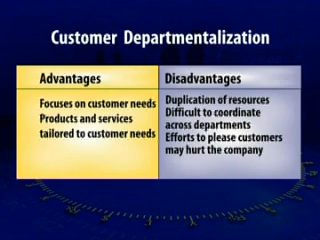 Customer Departmentalization
Advantages
Focuses on customer needs
Products and services
tailored to customer needs
Disadvantages
Duplication of resources
Difficult to coordinate
across departments
Efforts to please customers
may hurt the company